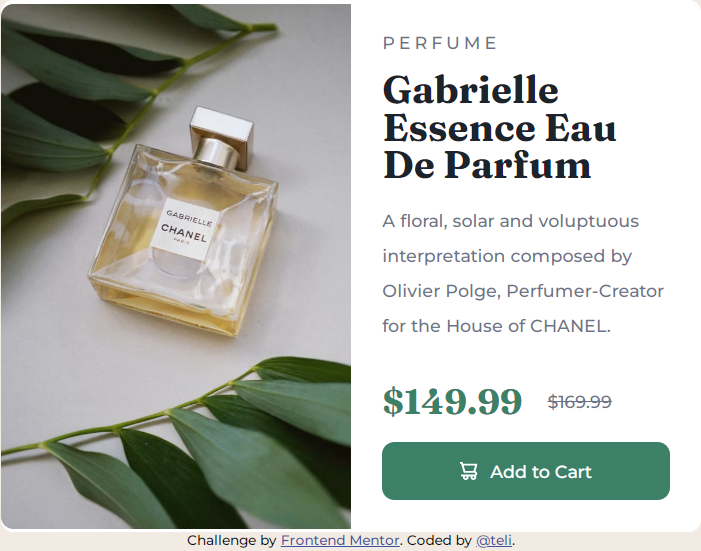 GABRIELLE
CHANEL
PARIS
PERFUME
Gabrielle
Essence Eau
De Parfum
A floral, solar and voluptuous
interpretation composed by
Olivier Polge, Perfumer-Creator
for the House of CHANEL.
$149.99 $169.99
Add to Cart
Challenge by Frontend Mentor. Coded by @teli.